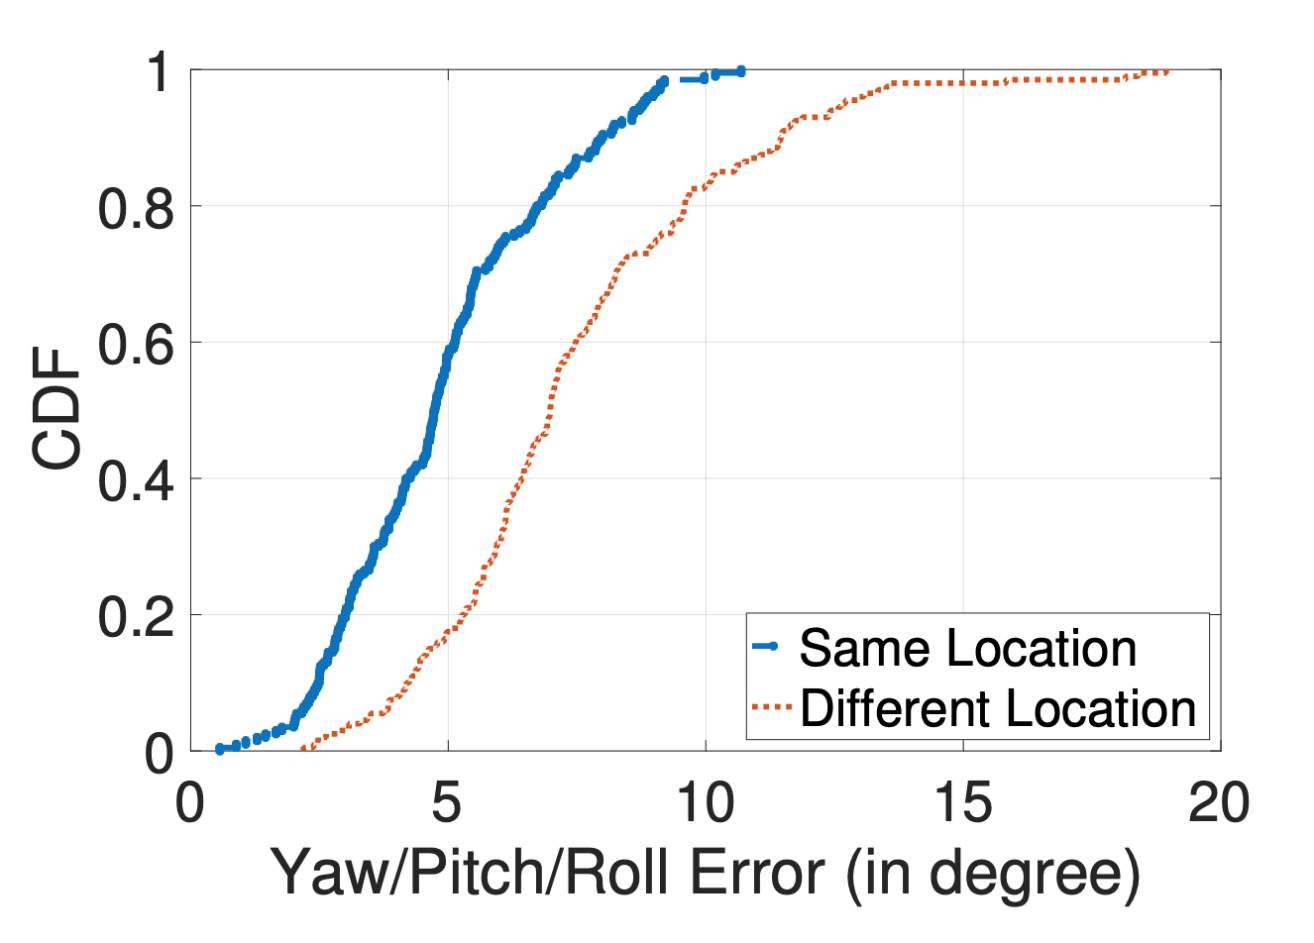 1
0.8
0.6
0.4
0.2
0
CDF
0 5 10 15 20
Yaw/Pitch/Roll Error (in degree)
Same Location
Different Location